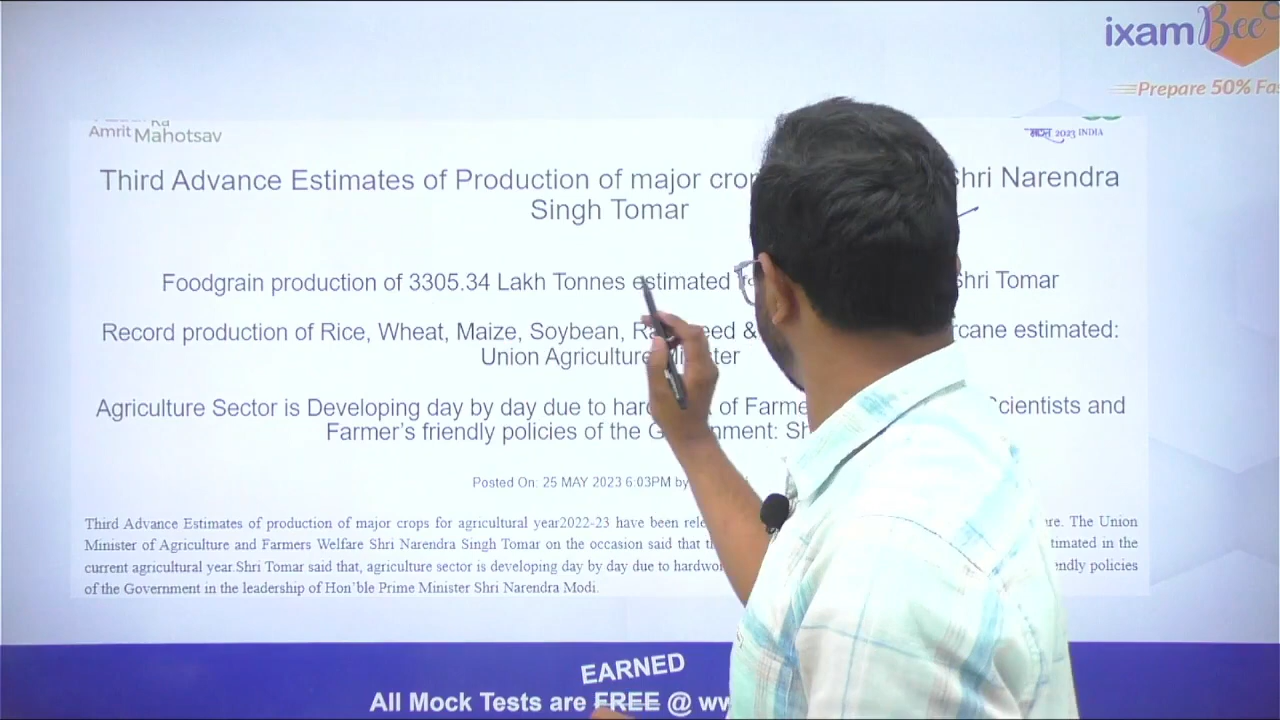 ixamBee
Prepare 50% Fas
Amrit Mahotsav
भारत 2023 INDIA
Third Advance Estimates of Production of major cro Shri Narendra
Singh Tomar
Foodgrain production of 3305.34 Lakh Tonnes estimated Shri Tomar
Record production of Rice, Wheat, Maize, Soybean, & rcane estimated:
Union Agriculture
Agriculture Sector is Developing day by day due to hard of Farme Scientists and
Farmer's friendly policies of the G nment: Sh
Posted On: 25 MAY 2023 6:03PM by
Third Advance Estimates of production of major crops for agricultural year2022-23 have been rele re. The Union
Minister of Agriculture and Farmers Welfare Shri Narendra Singh Tomar on the occasion said that timated in the
current agricultural year.Shri Tomar said that, agriculture sector is developing day by day due to hardwo endly policies
of the Government in the leadership of Hon'ble Prime Minister Shri Narendra Modi.
EARNED
All Mock Tests are FREE @ ww